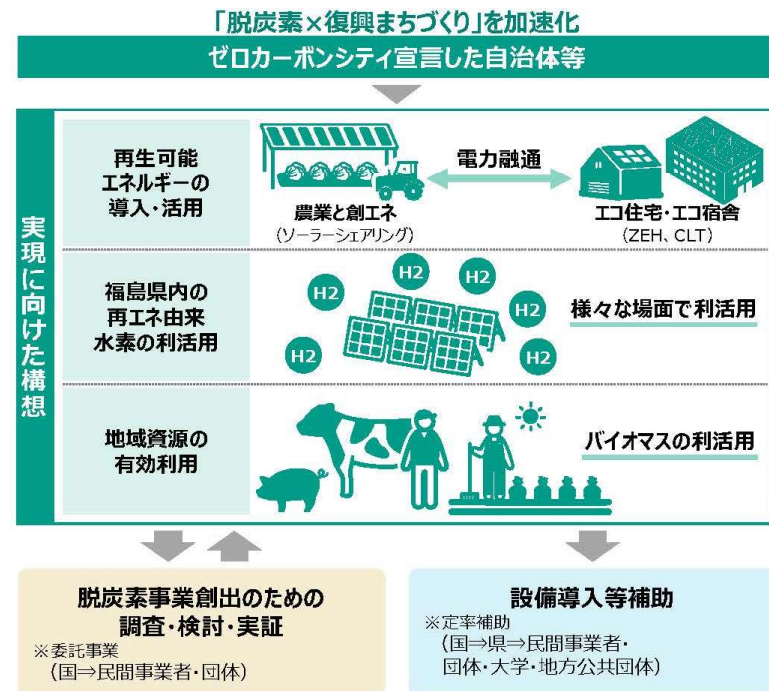 「脱炭素×復興まちづくり」を加速化
ゼロカーボンシティ宣言した自治体等
実現に向けた構想
再生可能
エネルギーの
導入・活用
農業と創エネ
(ソーラーシェアリング)
電力融通
エコ住宅・エコ宿舎
(ZEH、CLT)
福島県内の
再エネ由来
水素の利活用
H2
H2
H2
H2
H2
H2
H2
様々な場面で利活用
地域資源の
有効利用
バイオマスの利活用
脱炭素事業創出のための
調査・検討・実証
※委託事業
(国⇒民間事業者・団体)
設備導入等補助
※定率補助
(国⇒県⇒民間事業者・
団体・大学・地方公共団体)